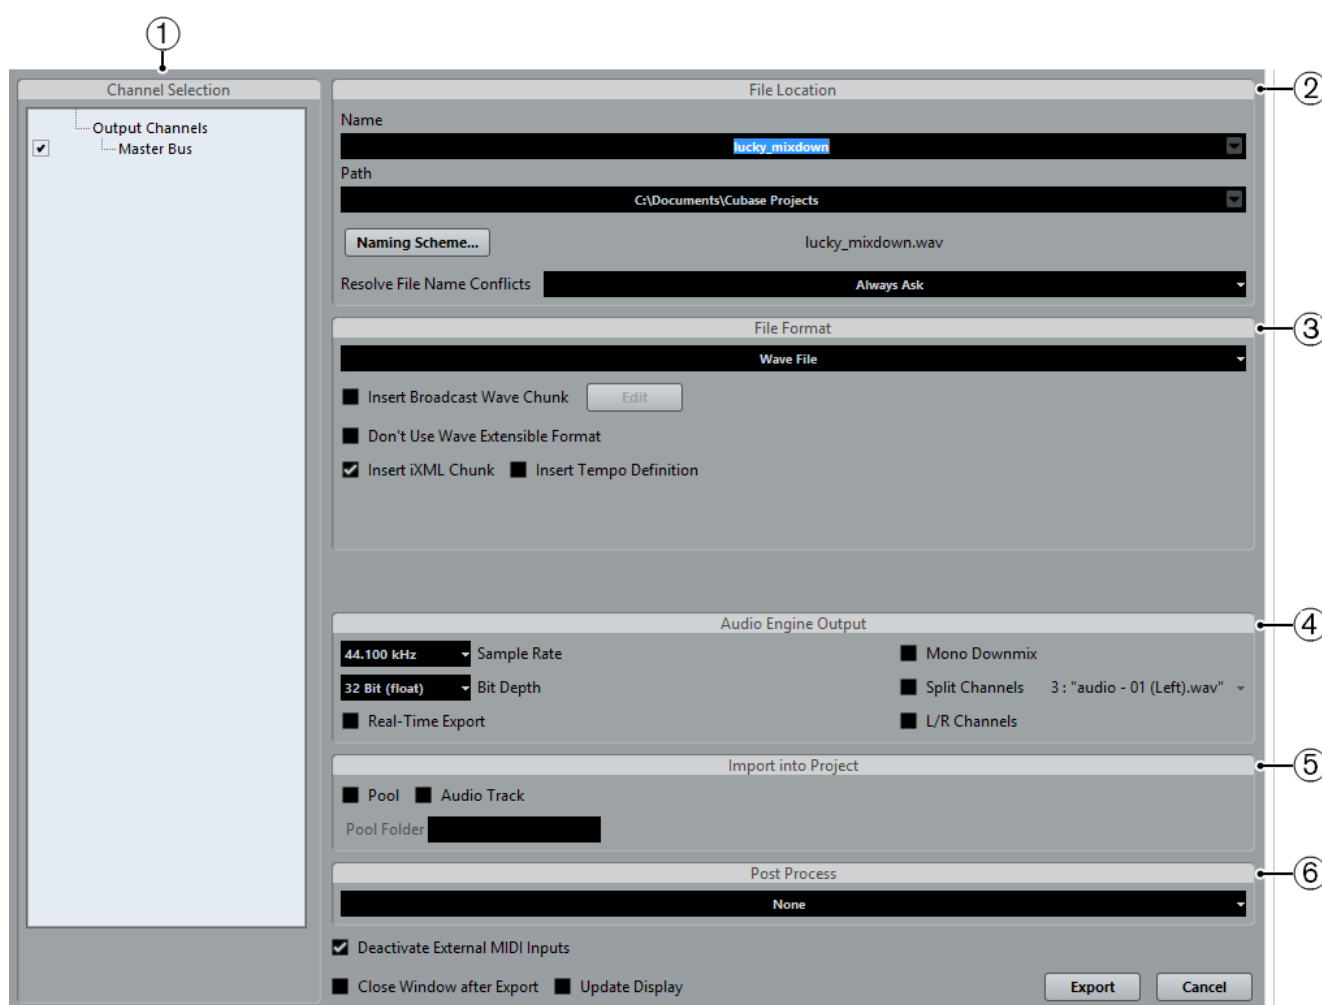 1
Channel Selection
Output Channels
Master Bus
File Location
2
Name
lucky_mixdown
Path
C:\Documents\Cubase Projects
Naming Scheme...
lucky_mixdown.wav
Resolve File Name Conflicts
Always Ask
File Format
3
Wave File
Insert Broadcast Wave Chunk
Edit
Don't Use Wave Extensible Format
Insert iXML Chunk
Insert Tempo Definition
Audio Engine Output
4
44.100 kHz
Sample Rate
Mono Downmix
32 Bit (float)
Bit Depth
Split Channels
3 : "audio - 01 (Left).wav"
Real-Time Export
L/R Channels
Import into Project
5
Pool
Audio Track
Pool Folder
Post Process
6
None
Deactivate External MIDI Inputs
Close Window after Export
Update Display
Export
Cancel